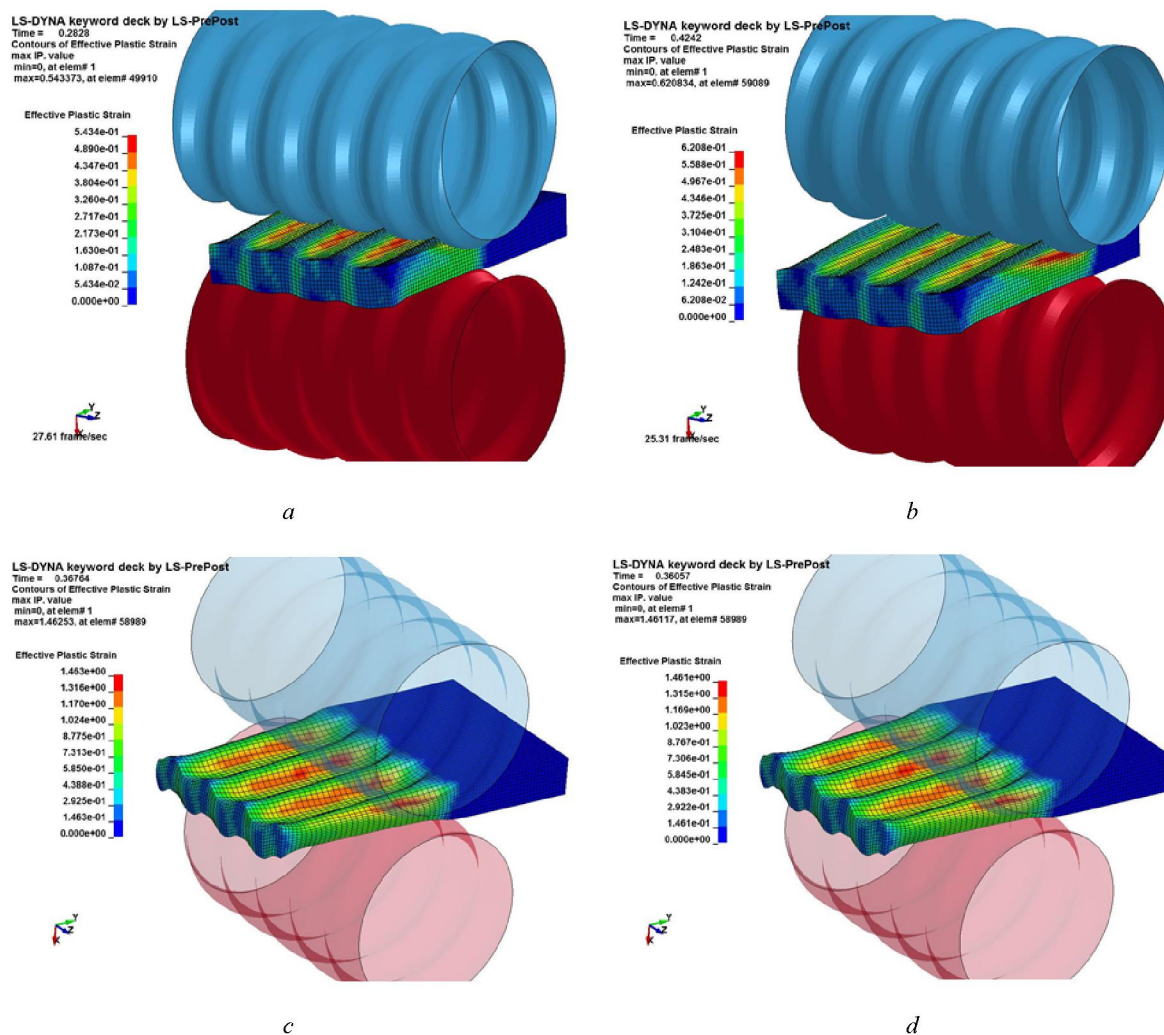 LS-DYNA keyword deck by LS-PrePost
Time = 0.2828
Contours of Effective Plastic Strain
max IP. value
min=0, at elem# 1
max=0.543373, at elem# 49910
Effective Plastic Strain
5.434e-01
4.890e-01
4.347e-01
3.804e-01
3.260e-01
2.717e-01
2.173e-01
1.630e-01
1.087e-01
5.434e-02
0.000e+00
Y
Z
X
27.61 frame/sec
a
LS-DYNA keyword deck by LS-PrePost
Time = 0.4242
Contours of Effective Plastic Strain
max IP. value
min=0, at elem# 1
max=0.620834, at elem# 59089
Effective Plastic Strain
6.208e-01
5.588e-01
4.967e-01
4.346e-01
3.725e-01
3.104e-01
2.483e-01
1.863e-01
1.242e-01
6.208e-02
0.000e+00
Y
Z
X
25.31 frame/sec
b
LS-DYNA keyword deck by LS-PrePost
Time = 0.36764
Contours of Effective Plastic Strain
max IP. value
min=0, at elem# 1
max=1.46253, at elem# 58989
Effective Plastic Strain
1.463e+00
1.316e+00
1.170e+00
1.024e+00
8.775e-01
7.313e-01
5.850e-01
4.388e-01
2.925e-01
1.463e-01
0.000e+00
Y
Z
X
c
LS-DYNA keyword deck by LS-PrePost
Time = 0.36057
Contours of Effective Plastic Strain
max IP. value
min=0, at elem# 1
max=1.46117, at elem# 58989
Effective Plastic Strain
1.461e+00
1.315e+00
1.169e+00
1.023e+00
8.767e-01
7.306e-01
5.845e-01
4.383e-01
2.922e-01
1.461e-01
0.000e+00
Y
Z
X
d